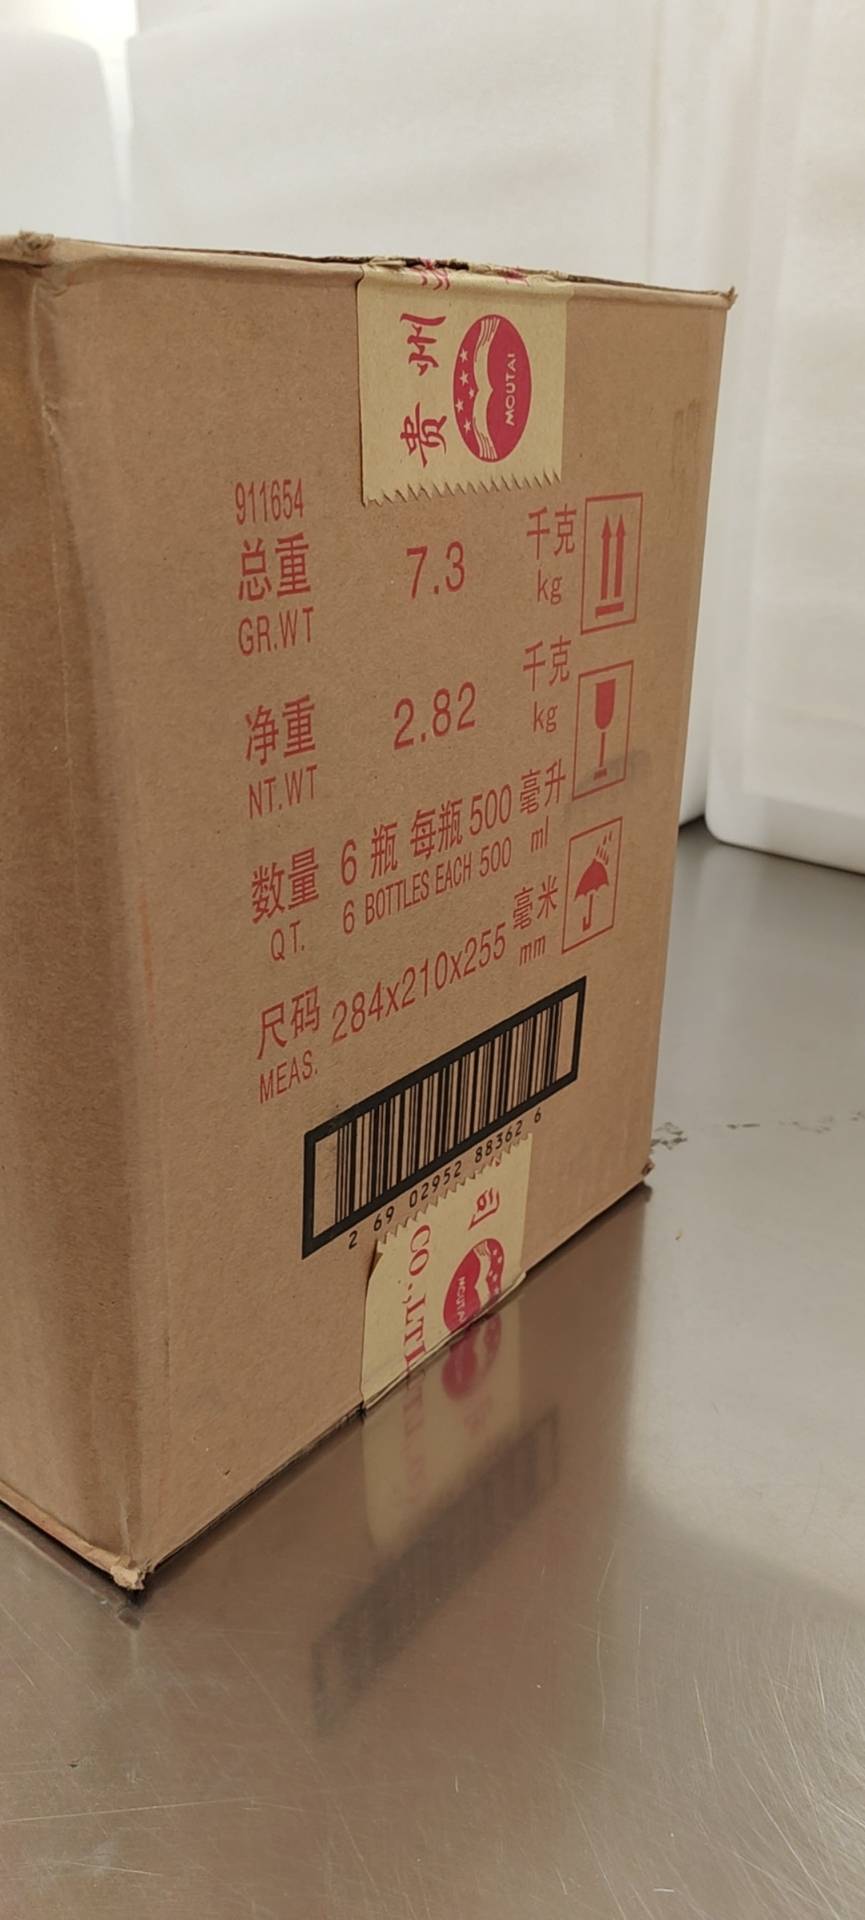 贵州
MOUTAI
911654
总重 7.3 千克
GR.WT kg
净重 2.82 千克
NT.WT kg
数量 6 瓶 每瓶 500 毫升
QT. 6 BOTTLES EACH 500 ml
尺码 284x210x255 毫米
MEAS. mm
2 69 02952 88362 6
司
CO.,LT
MOUTAI